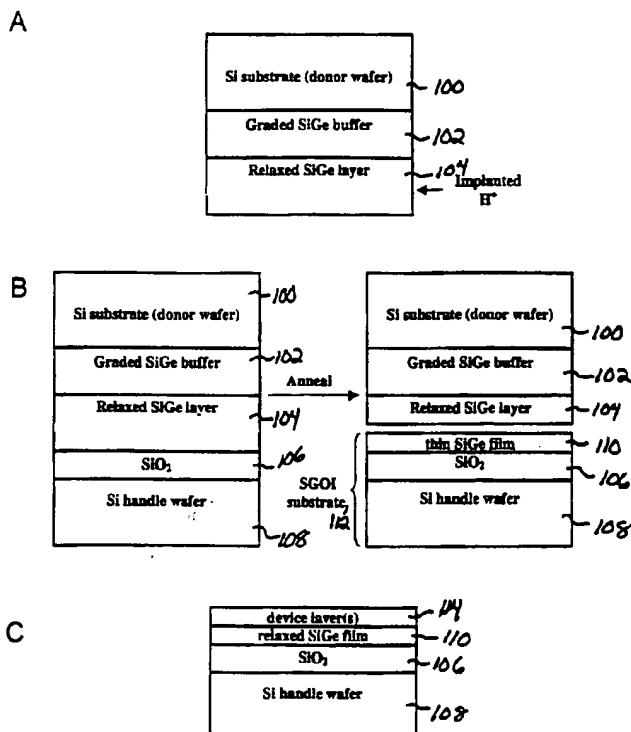 A
Si substrate (donor wafer)
100
Graded SiGe buffer
102
Relaxed SiGe layer
104
Implanted
H⁺
B
Si substrate (donor wafer)
100
Graded SiGe buffer
102
Relaxed SiGe layer
104
SiO₂
106
Si handle wafer
108
Anneal
Si substrate (donor wafer)
100
Graded SiGe buffer
102
Relaxed SiGe layer
104
thin SiGe film
110
SiO₂
106
SGOI
substrate,
112
Si handle wafer
108
C
device layer(s)
114
relaxed SiGe film
110
SiO₂
106
Si handle wafer
108